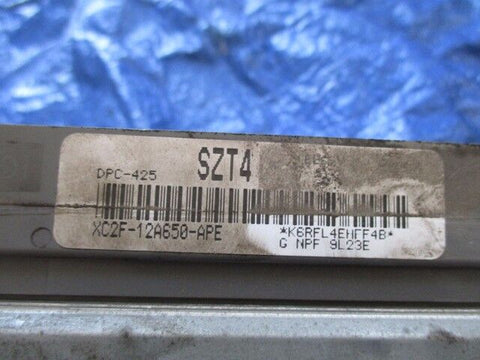 SZT4
DPC-425
XC2F-12A650-APE
*K6RFL4EHFF4B*
G NPF 9L23E